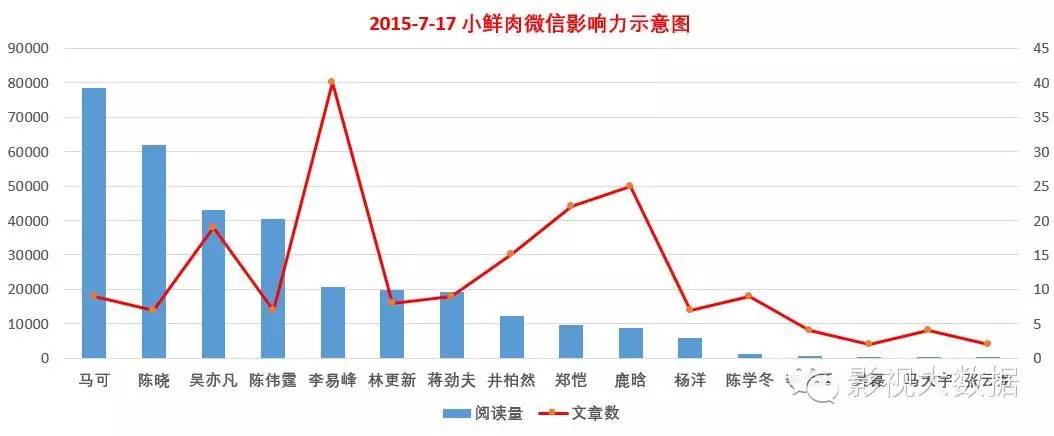 2015-7-17 小鲜肉微信影响力示意图
90000 45
80000 40
70000 35
60000 30
50000 25
40000 20
30000 15
20000 10
10000 5
0 0
马可 陈晓 吴亦凡 陈伟霆 李易峰 林更新 蒋劲夫 井柏然 郑恺 鹿晗 杨洋 陈学冬 吴磊 马天宇 张云龙
影视大数据
阅读量 文章数